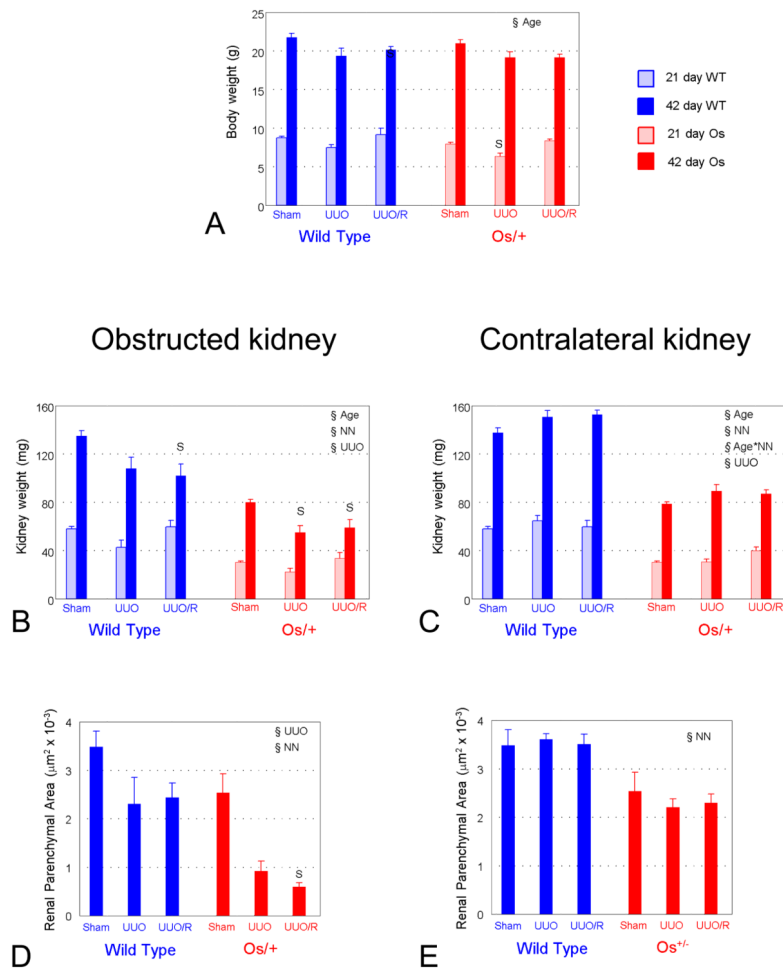 § Age
25
20
15
10
5
0
Body weight (g)
S
S
Sham UUO UUO/R Sham UUO UUO/R
Wild Type Os/+
A
21 day WT
42 day WT
21 day Os
42 day Os
Obstructed kidney
Contralateral kidney
160
120
80
40
0
Kidney weight (mg)
§ Age
§ NN
§ UUO
S
S
S
Sham UUO UUO/R Sham UUO UUO/R
Wild Type Os/+
B
160
120
80
40
0
Kidney weight (mg)
§ Age
§ NN
§ Age*NN
§ UUO
Sham UUO UUO/R Sham UUO UUO/R
Wild Type Os/+
C
4
3
2
1
0
Renal Parenchymal Area (μm² x 10⁻³)
§ UUO
§ NN
S
Sham UUO UUO/R Sham UUO UUO/R
Wild Type Os/+
D
4
3
2
1
0
Renal Parenchymal Area (μm² x 10⁻³)
§ NN
Sham UUO UUO/R Sham UUO UUO/R
Wild Type Os⁺/⁻
E